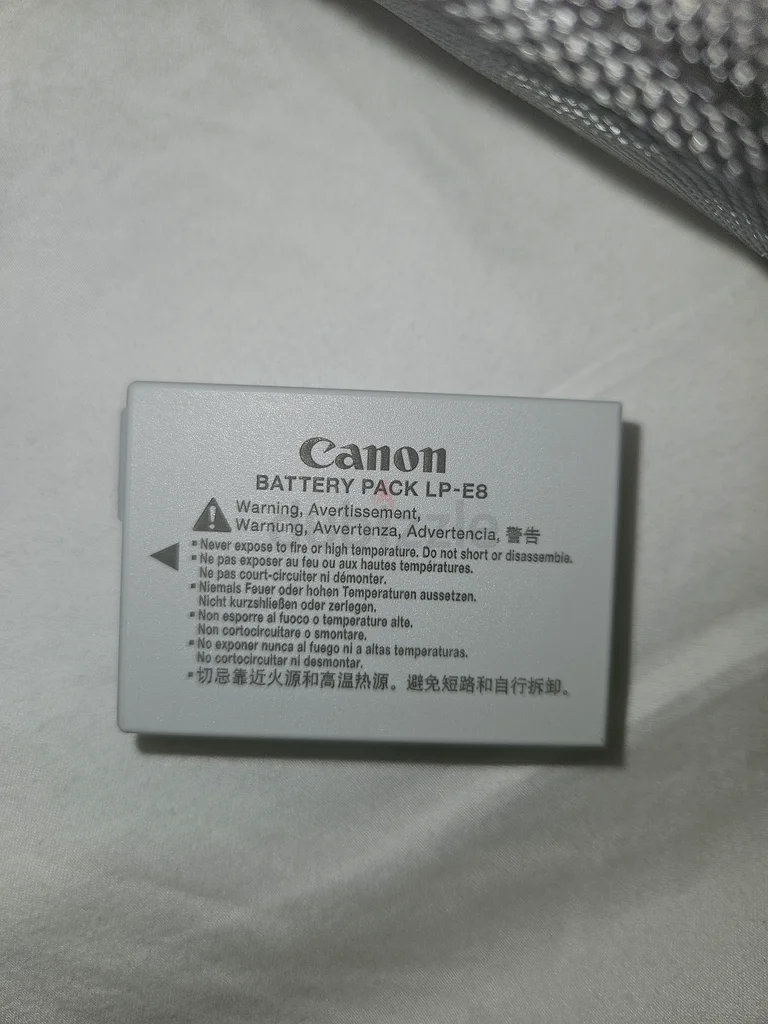 Canon
BATTERY PACK LP-E8
Warning, Avertissement,
Warnung, Avvertenza, Advertencia, 警告
▪ Never expose to fire or high temperature. Do not short or disassemble.
▪ Ne pas exposer au feu ou aux hautes températures.
Ne pas court-circuiter ni démonter.
▪ Niemals Feuer oder hohen Temperaturen aussetzen.
Nicht kurzshließen oder zerlegen.
▪ Non esporre al fuoco o temperature alte.
Non cortocircuitare o smontare.
▪ No exponer nunca al fuego ni a altas temperaturas.
No cortocircuitar ni desmontar.
▪ 切忌靠近火源和高温热源。避免短路和自行拆卸。